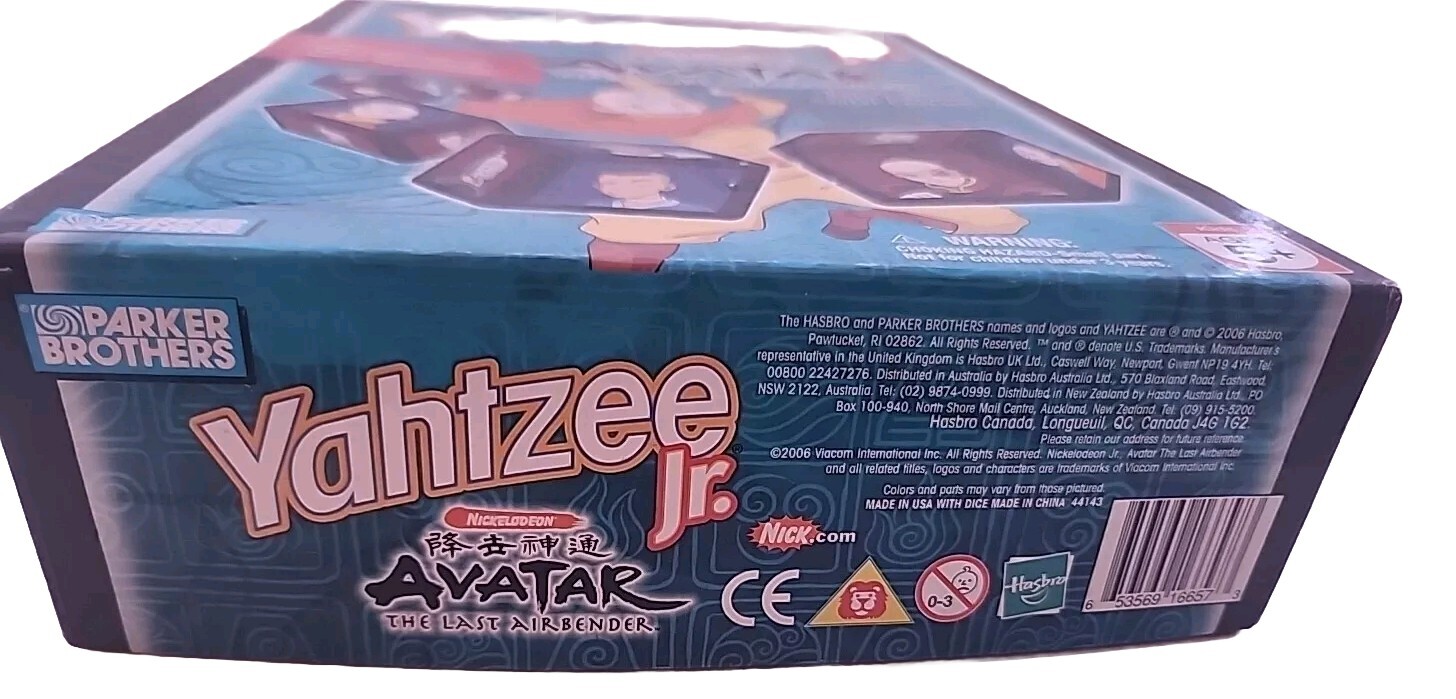 WARNING:
CHOKING HAZARD-Small parts.
Not for children under 3 years.
PARKER
BROTHERS
Yahtzee
Jr.
NICKELODEON
降去神通
AVATAR
THE LAST AIRBENDER
The HASBRO and PARKER BROTHERS names and logos and YAHTZEE are ® and © 2006 Hasbro,
Pawtucket, RI 02862. All Rights Reserved. ™ and ® denote U.S. Trademarks. Manufacturer's
representative in the United Kingdom is Hasbro UK Ltd., Caswell Way, Newport, Gwent NP19 4YH. Tel:
00800 22427276. Distributed in Australia by Hasbro Australia Ltd., 570 Blaxland Road, Eastwood,
NSW 2122, Australia. Tel: (02) 9874-0999. Distributed in New Zealand by Hasbro Australia Ltd., PO
Box 100-940, North Shore Mail Centre, Auckland, New Zealand. Tel: (09) 915-5200.
Hasbro Canada, Longueuil, QC, Canada J4G 1G2.
Please retain our address for future reference.
©2006 Viacom International Inc. All Rights Reserved. Nickelodeon Jr., Avatar The Last Airbender
and all related titles, logos and characters are trademarks of Viacom International Inc.
Colors and parts may vary from those pictured.
MADE IN USA WITH DICE MADE IN CHINA 44143
NICK.com
CE
0-3
Hasbro
6 53569 16657 3